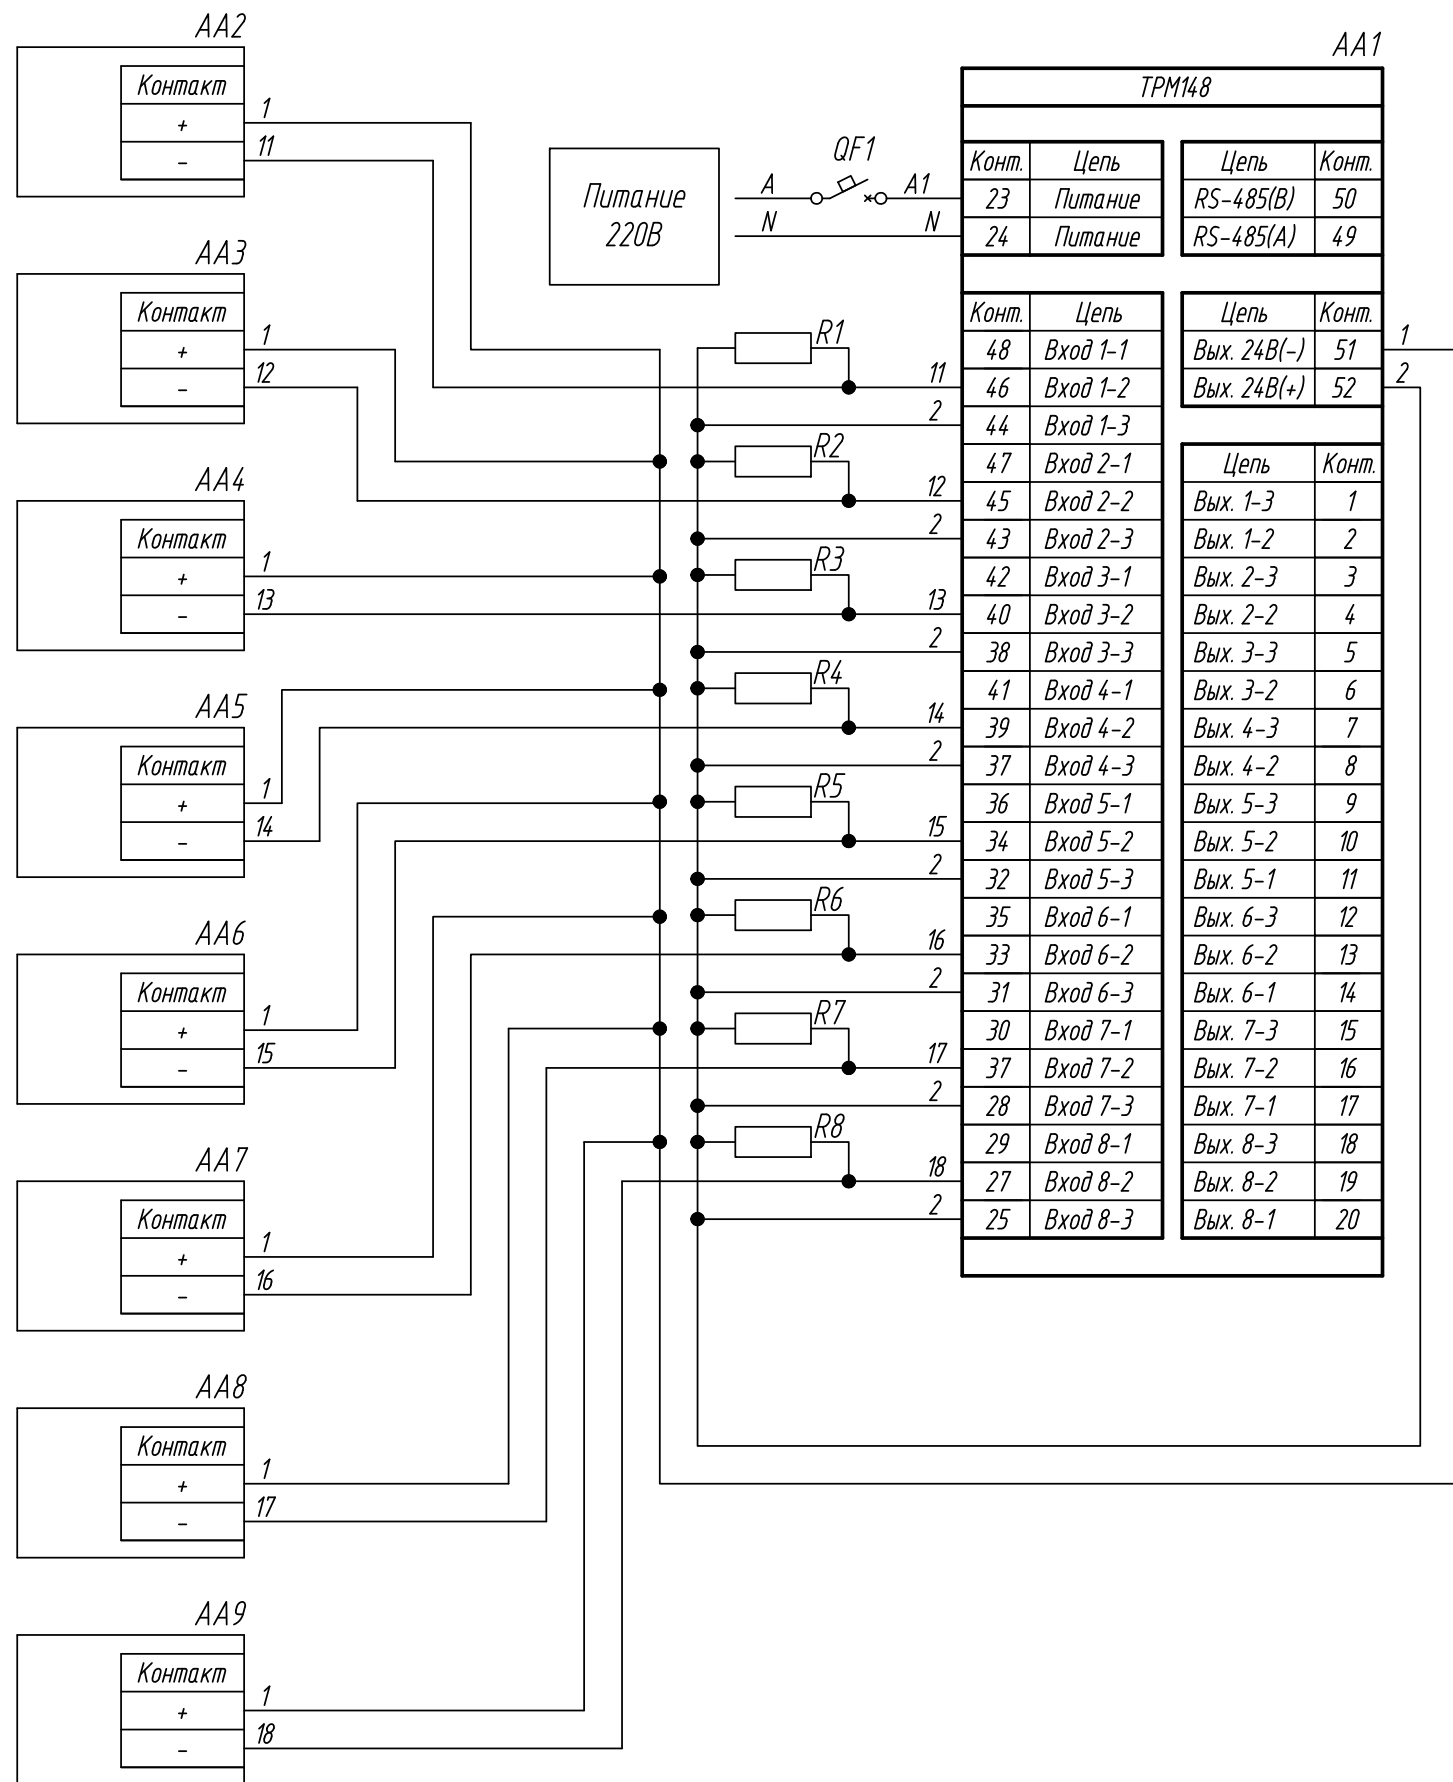 AA2
Контакт
1
+
11
-
AA3
Контакт
1
+
12
-
AA4
Контакт
1
+
13
-
AA5
Контакт
1
+
14
-
AA6
Контакт
1
+
15
-
AA7
Контакт
1
+
16
-
AA8
Контакт
1
+
17
-
AA9
Контакт
1
+
18
-
Питание
220В
QF1
A A1
N N
R1
11
2
R2
12
2
R3
13
2
R4
14
2
R5
15
2
R6
16
2
R7
17
2
R8
18
2
AA1
ТРМ148
Конт. Цепь
23 Питание
24 Питание
Цепь Конт.
RS-485(B) 50
RS-485(A) 49
Конт. Цепь
48 Вход 1-1
46 Вход 1-2
44 Вход 1-3
47 Вход 2-1
45 Вход 2-2
43 Вход 2-3
42 Вход 3-1
40 Вход 3-2
38 Вход 3-3
41 Вход 4-1
39 Вход 4-2
37 Вход 4-3
36 Вход 5-1
34 Вход 5-2
32 Вход 5-3
35 Вход 6-1
33 Вход 6-2
31 Вход 6-3
30 Вход 7-1
37 Вход 7-2
28 Вход 7-3
29 Вход 8-1
27 Вход 8-2
25 Вход 8-3
Цепь Конт.
Вых. 24В(-) 51
1
Вых. 24В(+) 52
2
Цепь Конт.
Вых. 1-3 1
Вых. 1-2 2
Вых. 2-3 3
Вых. 2-2 4
Вых. 3-3 5
Вых. 3-2 6
Вых. 4-3 7
Вых. 4-2 8
Вых. 5-3 9
Вых. 5-2 10
Вых. 5-1 11
Вых. 6-3 12
Вых. 6-2 13
Вых. 6-1 14
Вых. 7-3 15
Вых. 7-2 16
Вых. 7-1 17
Вых. 8-3 18
Вых. 8-2 19
Вых. 8-1 20